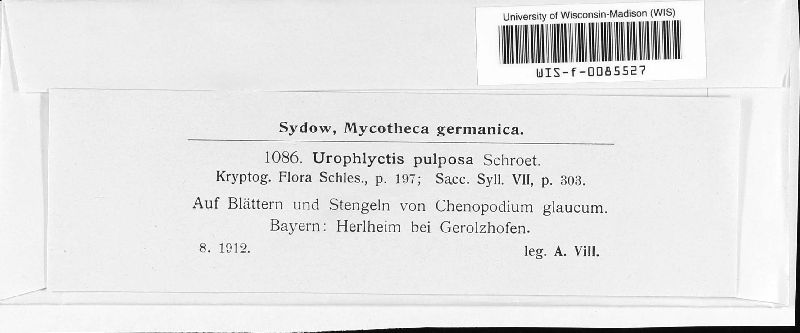 University of Wisconsin-Madison (WIS)
WIS-f-0085527
Sydow, Mycotheca germanica.
1086. Urophlyctis pulposa Schroet.
Kryptog. Flora Schles., p. 197; Sacc. Syll. VII, p. 303.
Auf Blättern und Stengeln von Chenopodium glaucum.
Bayern: Herlheim bei Gerolzhofen.
8. 1912. leg. A. Vill.